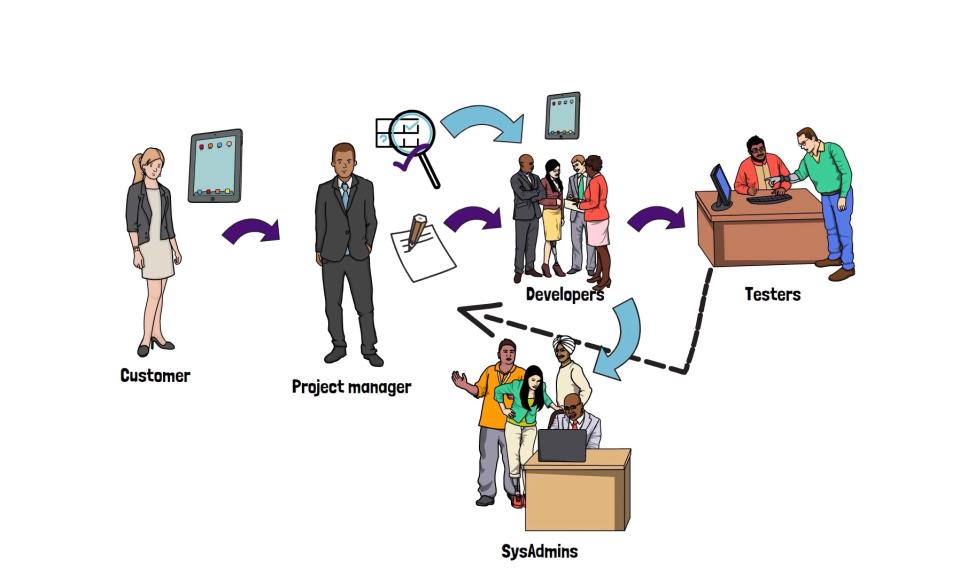 Developers
Testers
Customer
Project manager
SysAdmins